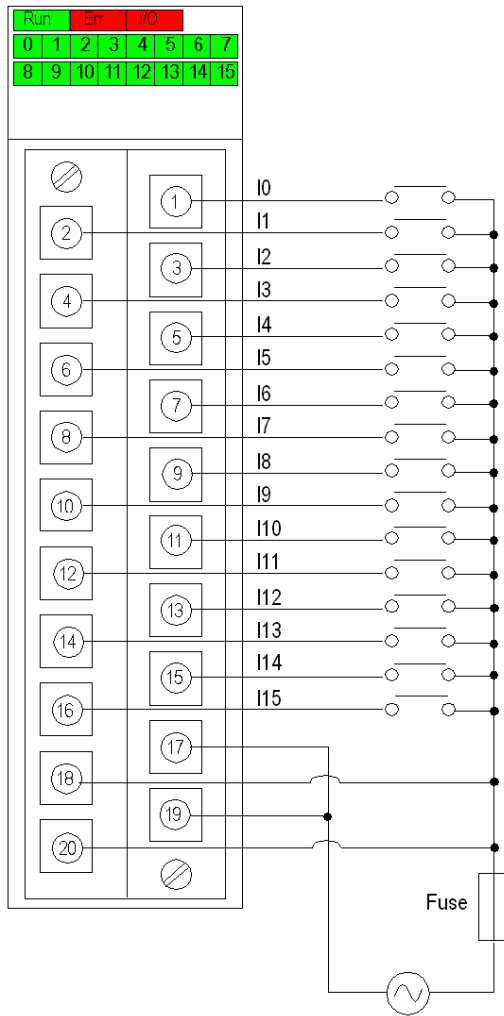 Run Err I/O
0 1 2 3 4 5 6 7
8 9 10 11 12 13 14 15
1 I0
2 I1
3 I2
4 I3
5 I4
6 I5
7 I6
8 I7
9 I8
10 I9
11 I10
12 I11
13 I12
14 I13
15 I14
16 I15
17
18
19
20
Fuse